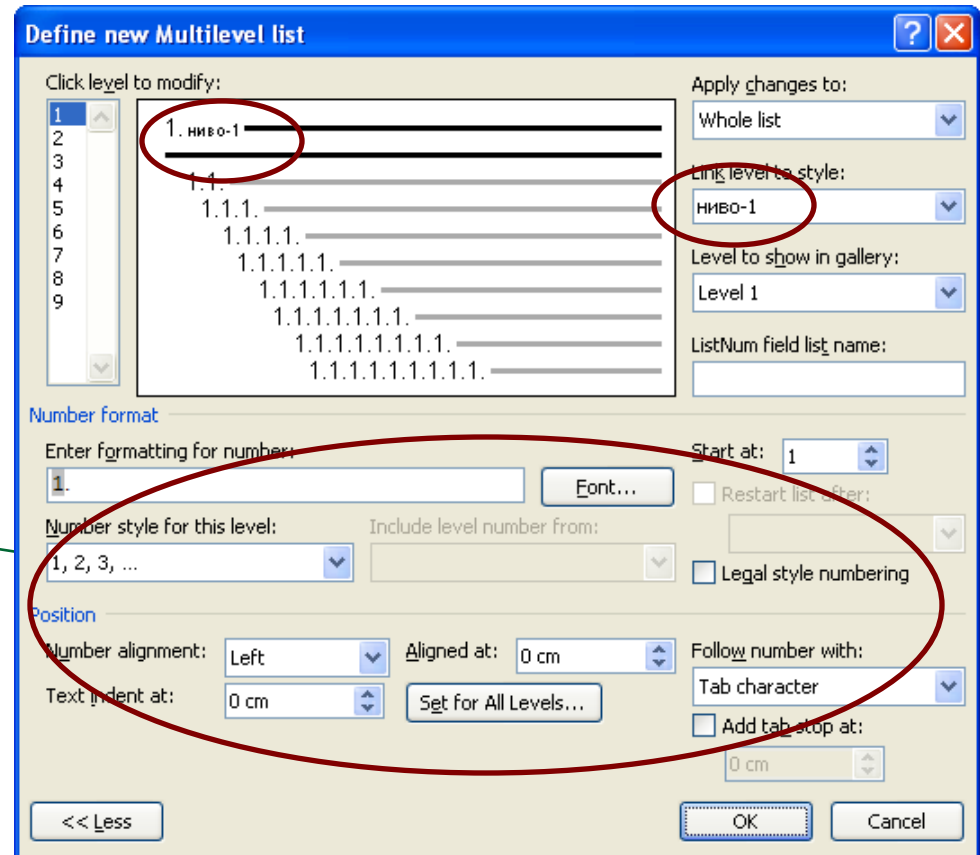 Define new Multilevel list
Click level to modify:
1
2
3
4
5
6
7
8
9
1. ниво-1
1.1.
1.1.1.
1.1.1.1.
1.1.1.1.1.
1.1.1.1.1.1.
1.1.1.1.1.1.1.
1.1.1.1.1.1.1.1.
1.1.1.1.1.1.1.1.1.
Apply changes to:
Whole list
Link level to style:
ниво-1
Level to show in gallery:
Level 1
ListNum field list name:
Number format
Enter formatting for number:
1.
Font...
Start at: 1
Restart list after:
Number style for this level:
Include level number from:
1, 2, 3, ...
Legal style numbering
Position
Number alignment: Left
Aligned at: 0 cm
Follow number with:
Text indent at: 0 cm
Set for All Levels...
Tab character
Add tab stop at:
0 cm
<< Less
OK
Cancel